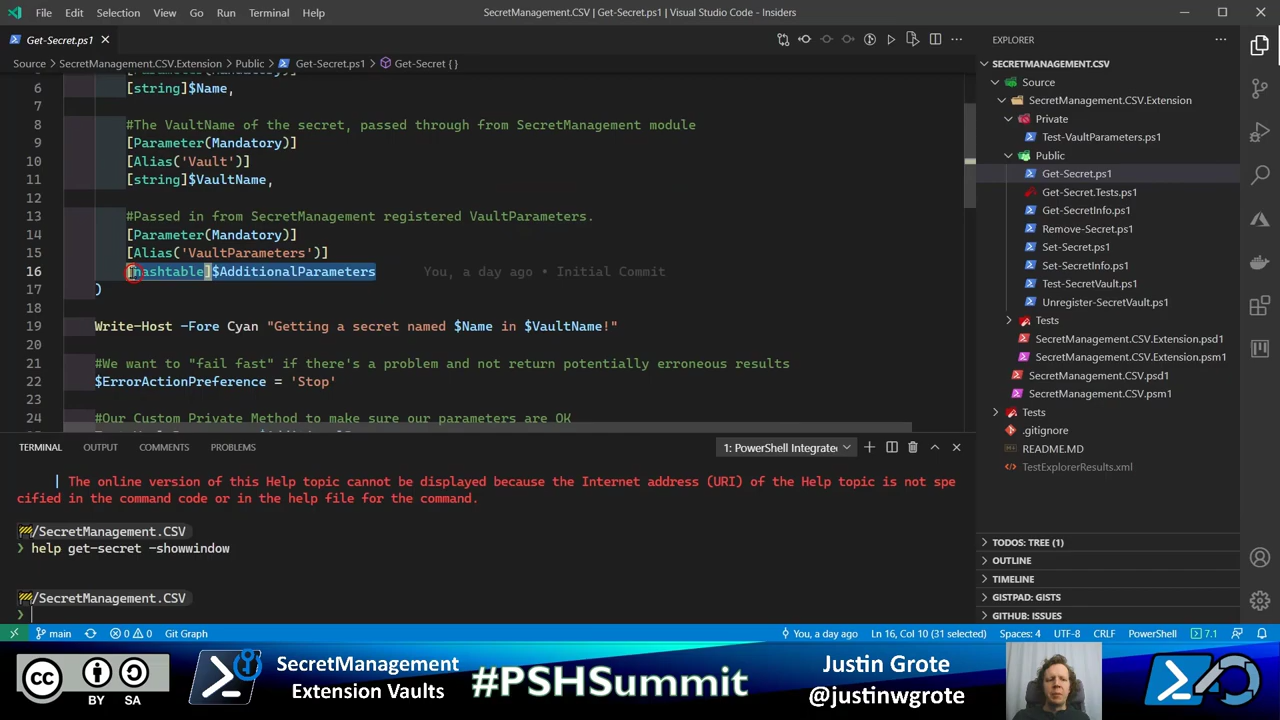 File Edit Selection View Go Run Terminal Help SecretManagement.CSV | Get-Secret.ps1 | Visual Studio Code - Insiders
Get-Secret.ps1
Source > SecretManagement.CSV.Extension > Public > Get-Secret.ps1 > Get-Secret { }
6 [string]$Name,
7
8 #The VaultName of the secret, passed through from SecretManagement module
9 [Parameter(Mandatory)]
10 [Alias('Vault')]
11 [string]$VaultName,
12
13 #Passed in from SecretManagement registered VaultParameters.
14 [Parameter(Mandatory)]
15 [Alias('VaultParameters')]
16 [hashtable]$AdditionalParameters You, a day ago • Initial Commit
17 )
18
19 Write-Host -Fore Cyan "Getting a secret named $Name in $VaultName!"
20
21 #We want to "fail fast" if there's a problem and not return potentially erroneous results
22 $ErrorActionPreference = 'Stop'
23
24 #Our Custom Private Method to make sure our parameters are OK
TERMINAL OUTPUT COMMENTS PROBLEMS 1: PowerShell Integrate
| The online version of this Help topic cannot be displayed because the Internet address (URI) of the Help topic is not spe
cified in the command code or in the help file for the command.
/SecretManagement.CSV
❯ help get-secret -showwindow
/SecretManagement.CSV
❯
EXPLORER
SECRETMANAGEMENT.CSV
Source
SecretManagement.CSV.Extension
Private
Test-VaultParameters.ps1
Public
Get-Secret.ps1
Get-Secret.Tests.ps1
Get-SecretInfo.ps1
Remove-Secret.ps1
Set-Secret.ps1
Set-SecretInfo.ps1
Test-SecretVault.ps1
Unregister-SecretVault.ps1
Tests
SecretManagement.CSV.Extension.psd1
SecretManagement.CSV.Extension.psm1
SecretManagement.CSV.psd1
SecretManagement.CSV.psm1
Tests
.gitignore
README.MD
TestExplorerResults.xml
TODOS: TREE (1)
OUTLINE
TIMELINE
GISTPAD: GISTS
GITHUB: ISSUES
main 0 0 Git Graph You, a day ago Ln 16, Col 10 (31 selected) Spaces: 4 UTF-8 CRLF PowerShell 7.1
cc BY SA
SecretManagement
Extension Vaults
#PSHSummit
Justin Grote
@justinwgrote